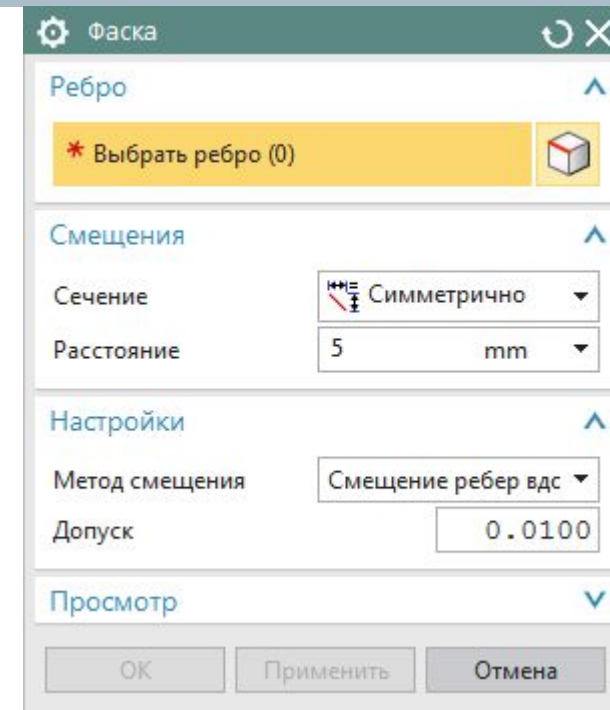 Фаска
Ребро
* Выбрать ребро (0)
Смещения
Сечение Симметрично
Расстояние 5 mm
Настройки
Метод смещения Смещение ребер вдс
Допуск 0.0100
Просмотр
ОК Применить Отмена